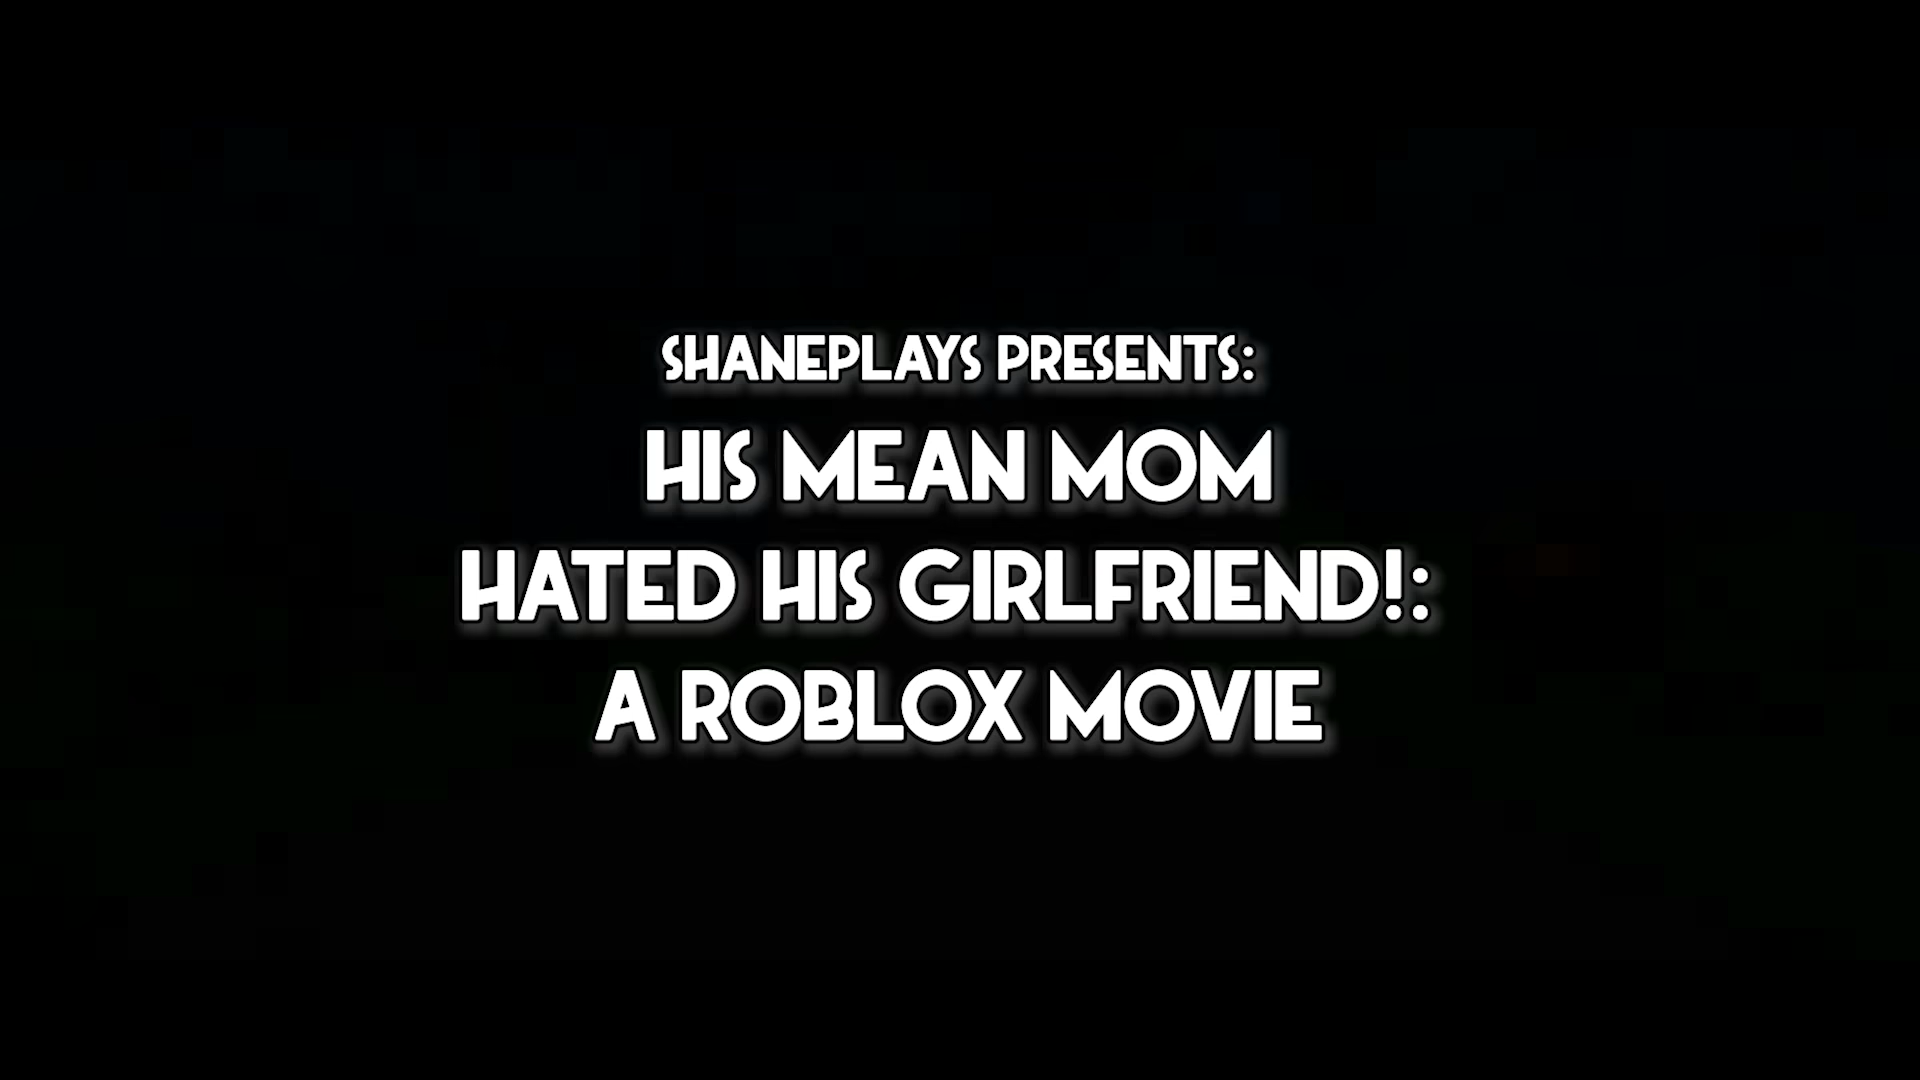 SHANEPLAYS PRESENTS:
HIS MEAN MOM
HATED HIS GIRLFRIEND!:
A ROBLOX MOVIE